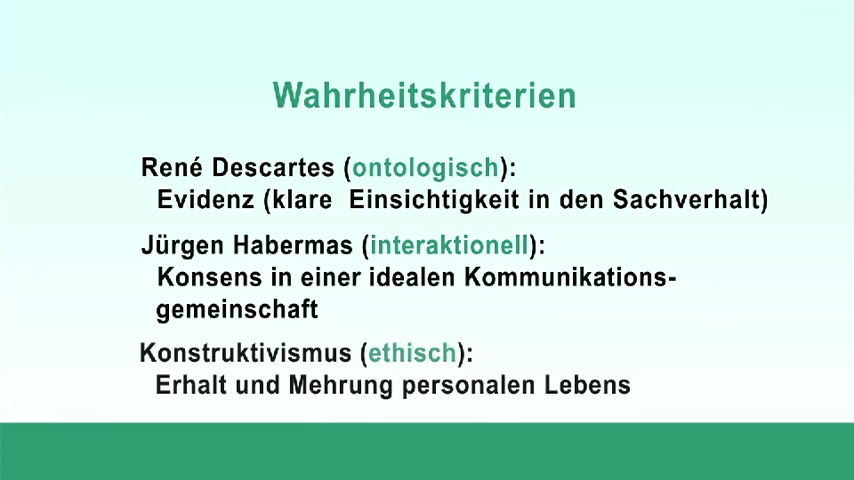 Wahrheitskriterien
René Descartes (ontologisch):
Evidenz (klare Einsichtigkeit in den Sachverhalt)
Jürgen Habermas (interaktionell):
Konsens in einer idealen Kommunikations-
gemeinschaft
Konstruktivismus (ethisch):
Erhalt und Mehrung personalen Lebens